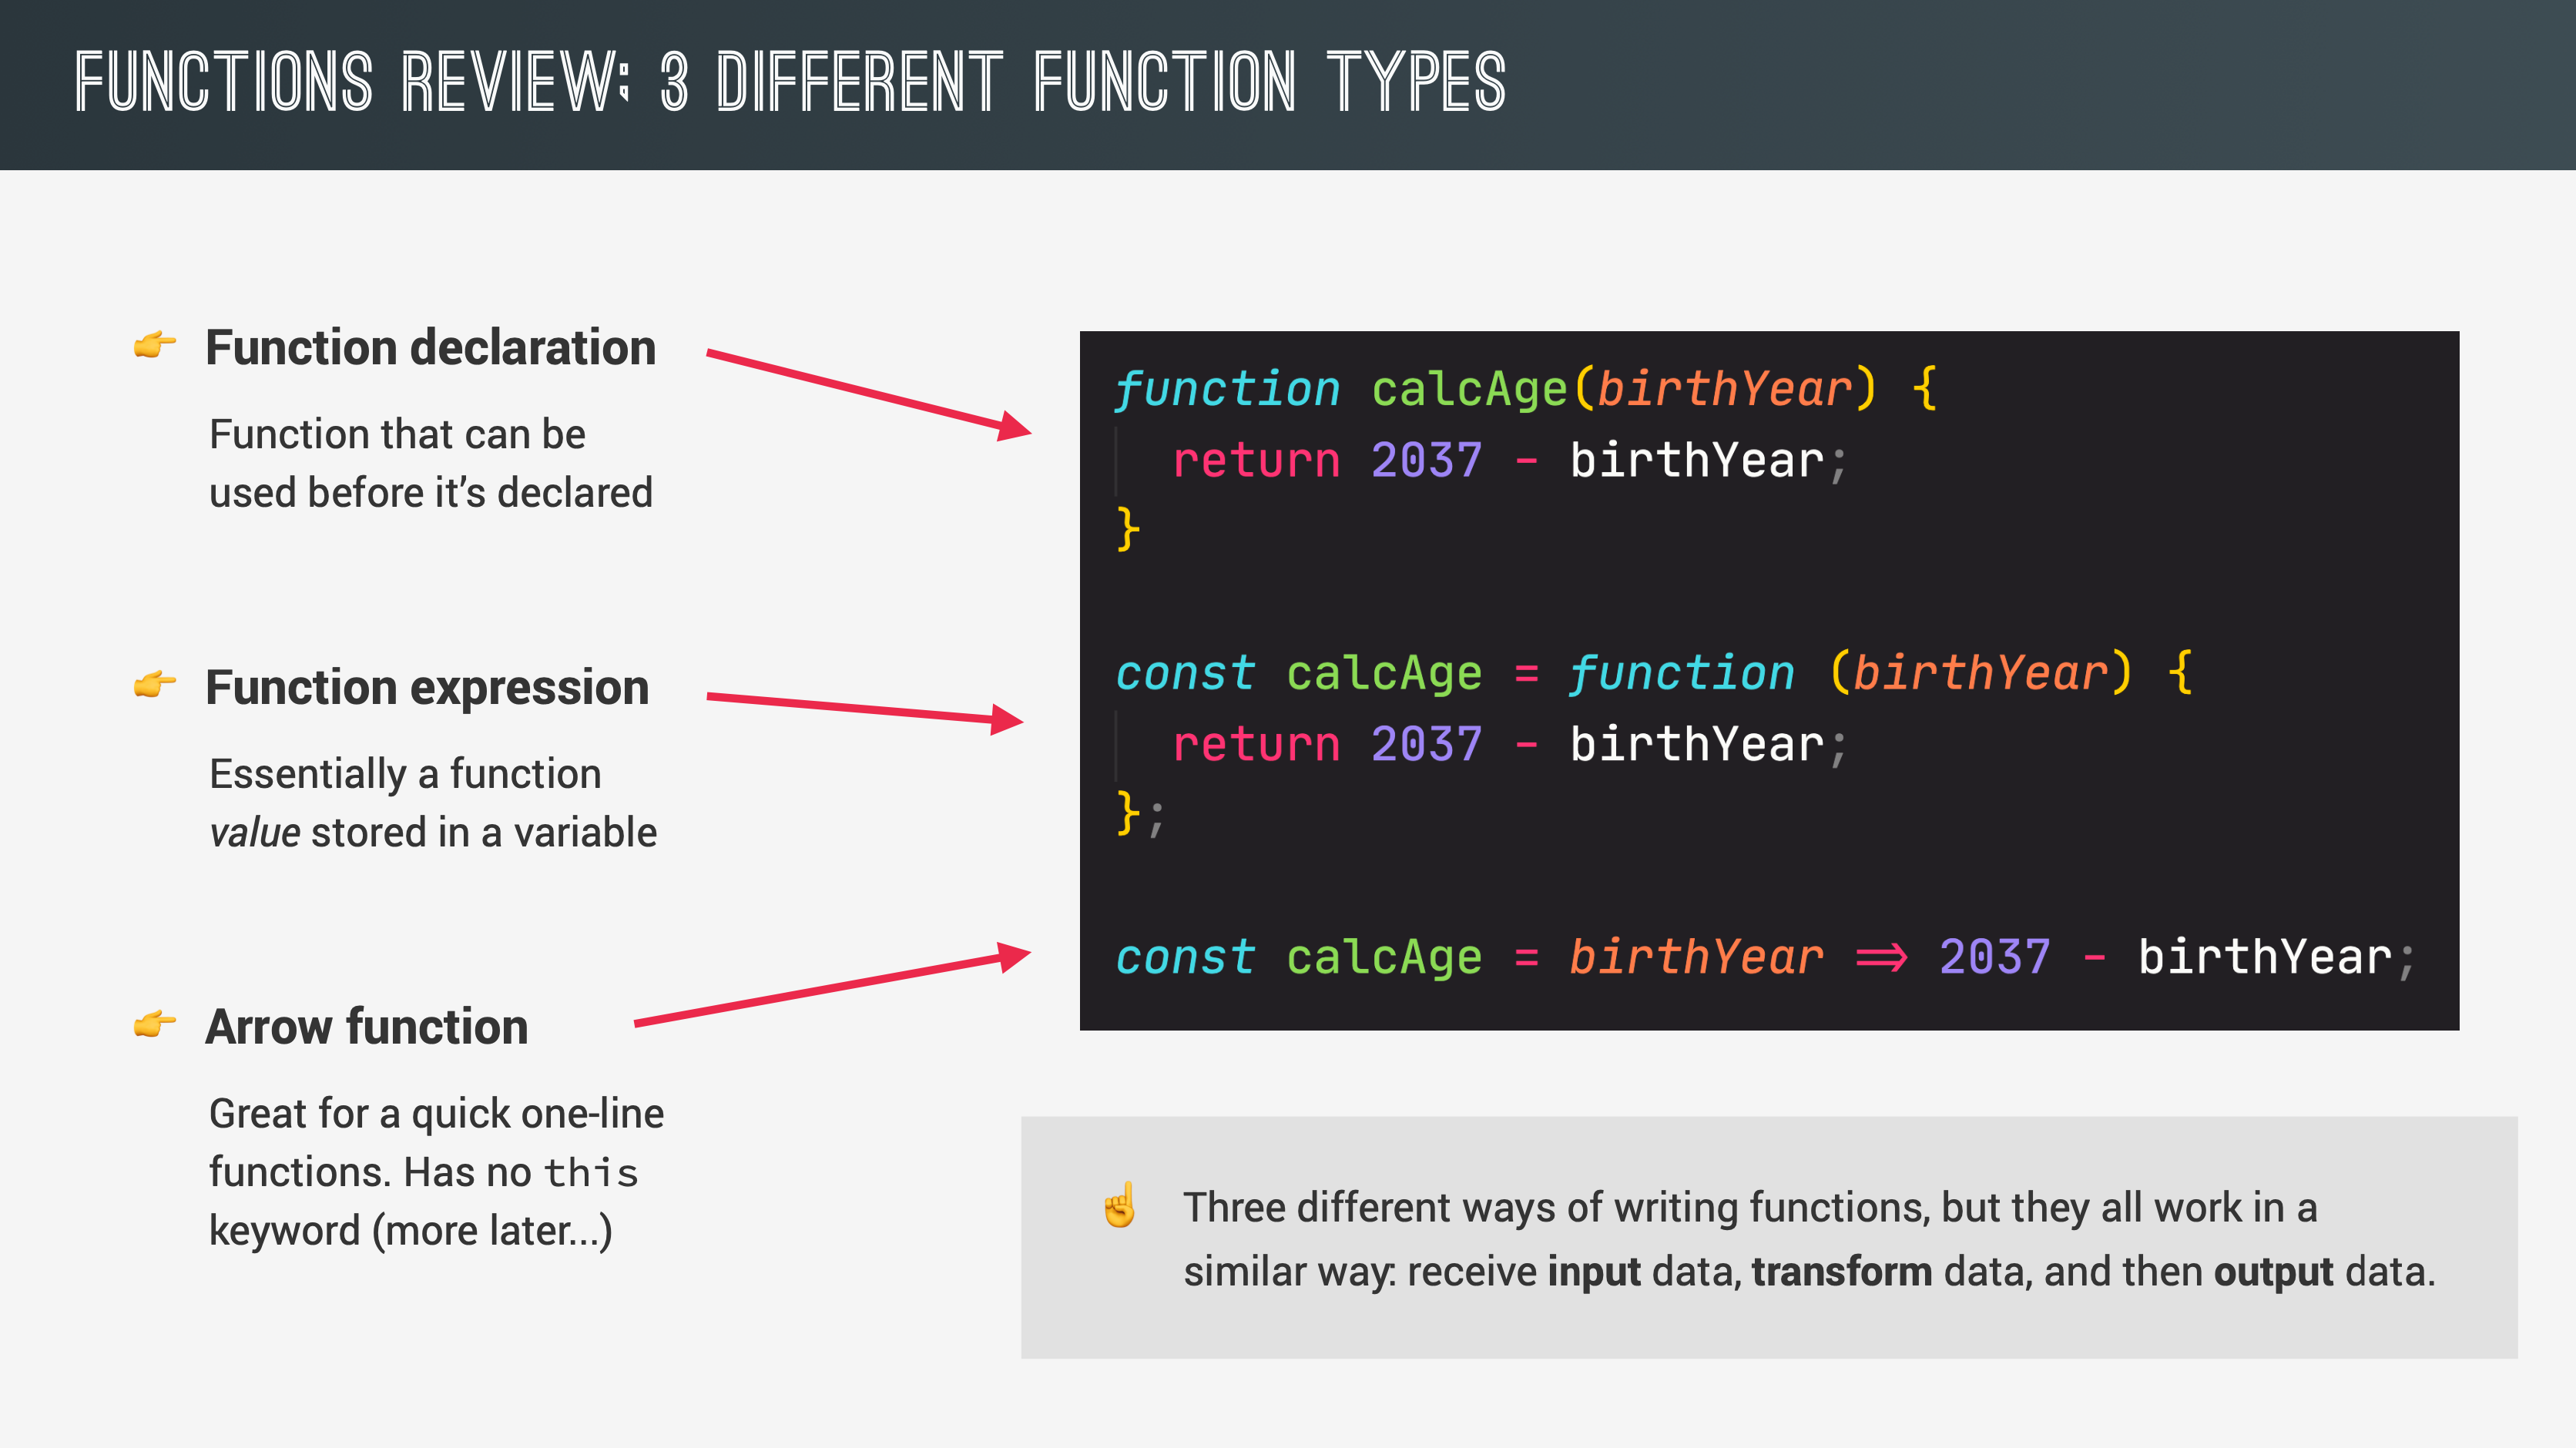 FUNCTIONS REVIEW; 3 DIFFERENT FUNCTION TYPES
👉 Function declaration
Function that can be
used before it’s declared
👉 Function expression
Essentially a function
value stored in a variable
👉 Arrow function
Great for a quick one-line
functions. Has no this
keyword (more later...)
function calcAge(birthYear) {
return 2037 - birthYear;
}
const calcAge = function (birthYear) {
return 2037 - birthYear;
};
const calcAge = birthYear => 2037 - birthYear;
☝️ Three different ways of writing functions, but they all work in a
similar way: receive input data, transform data, and then output data.